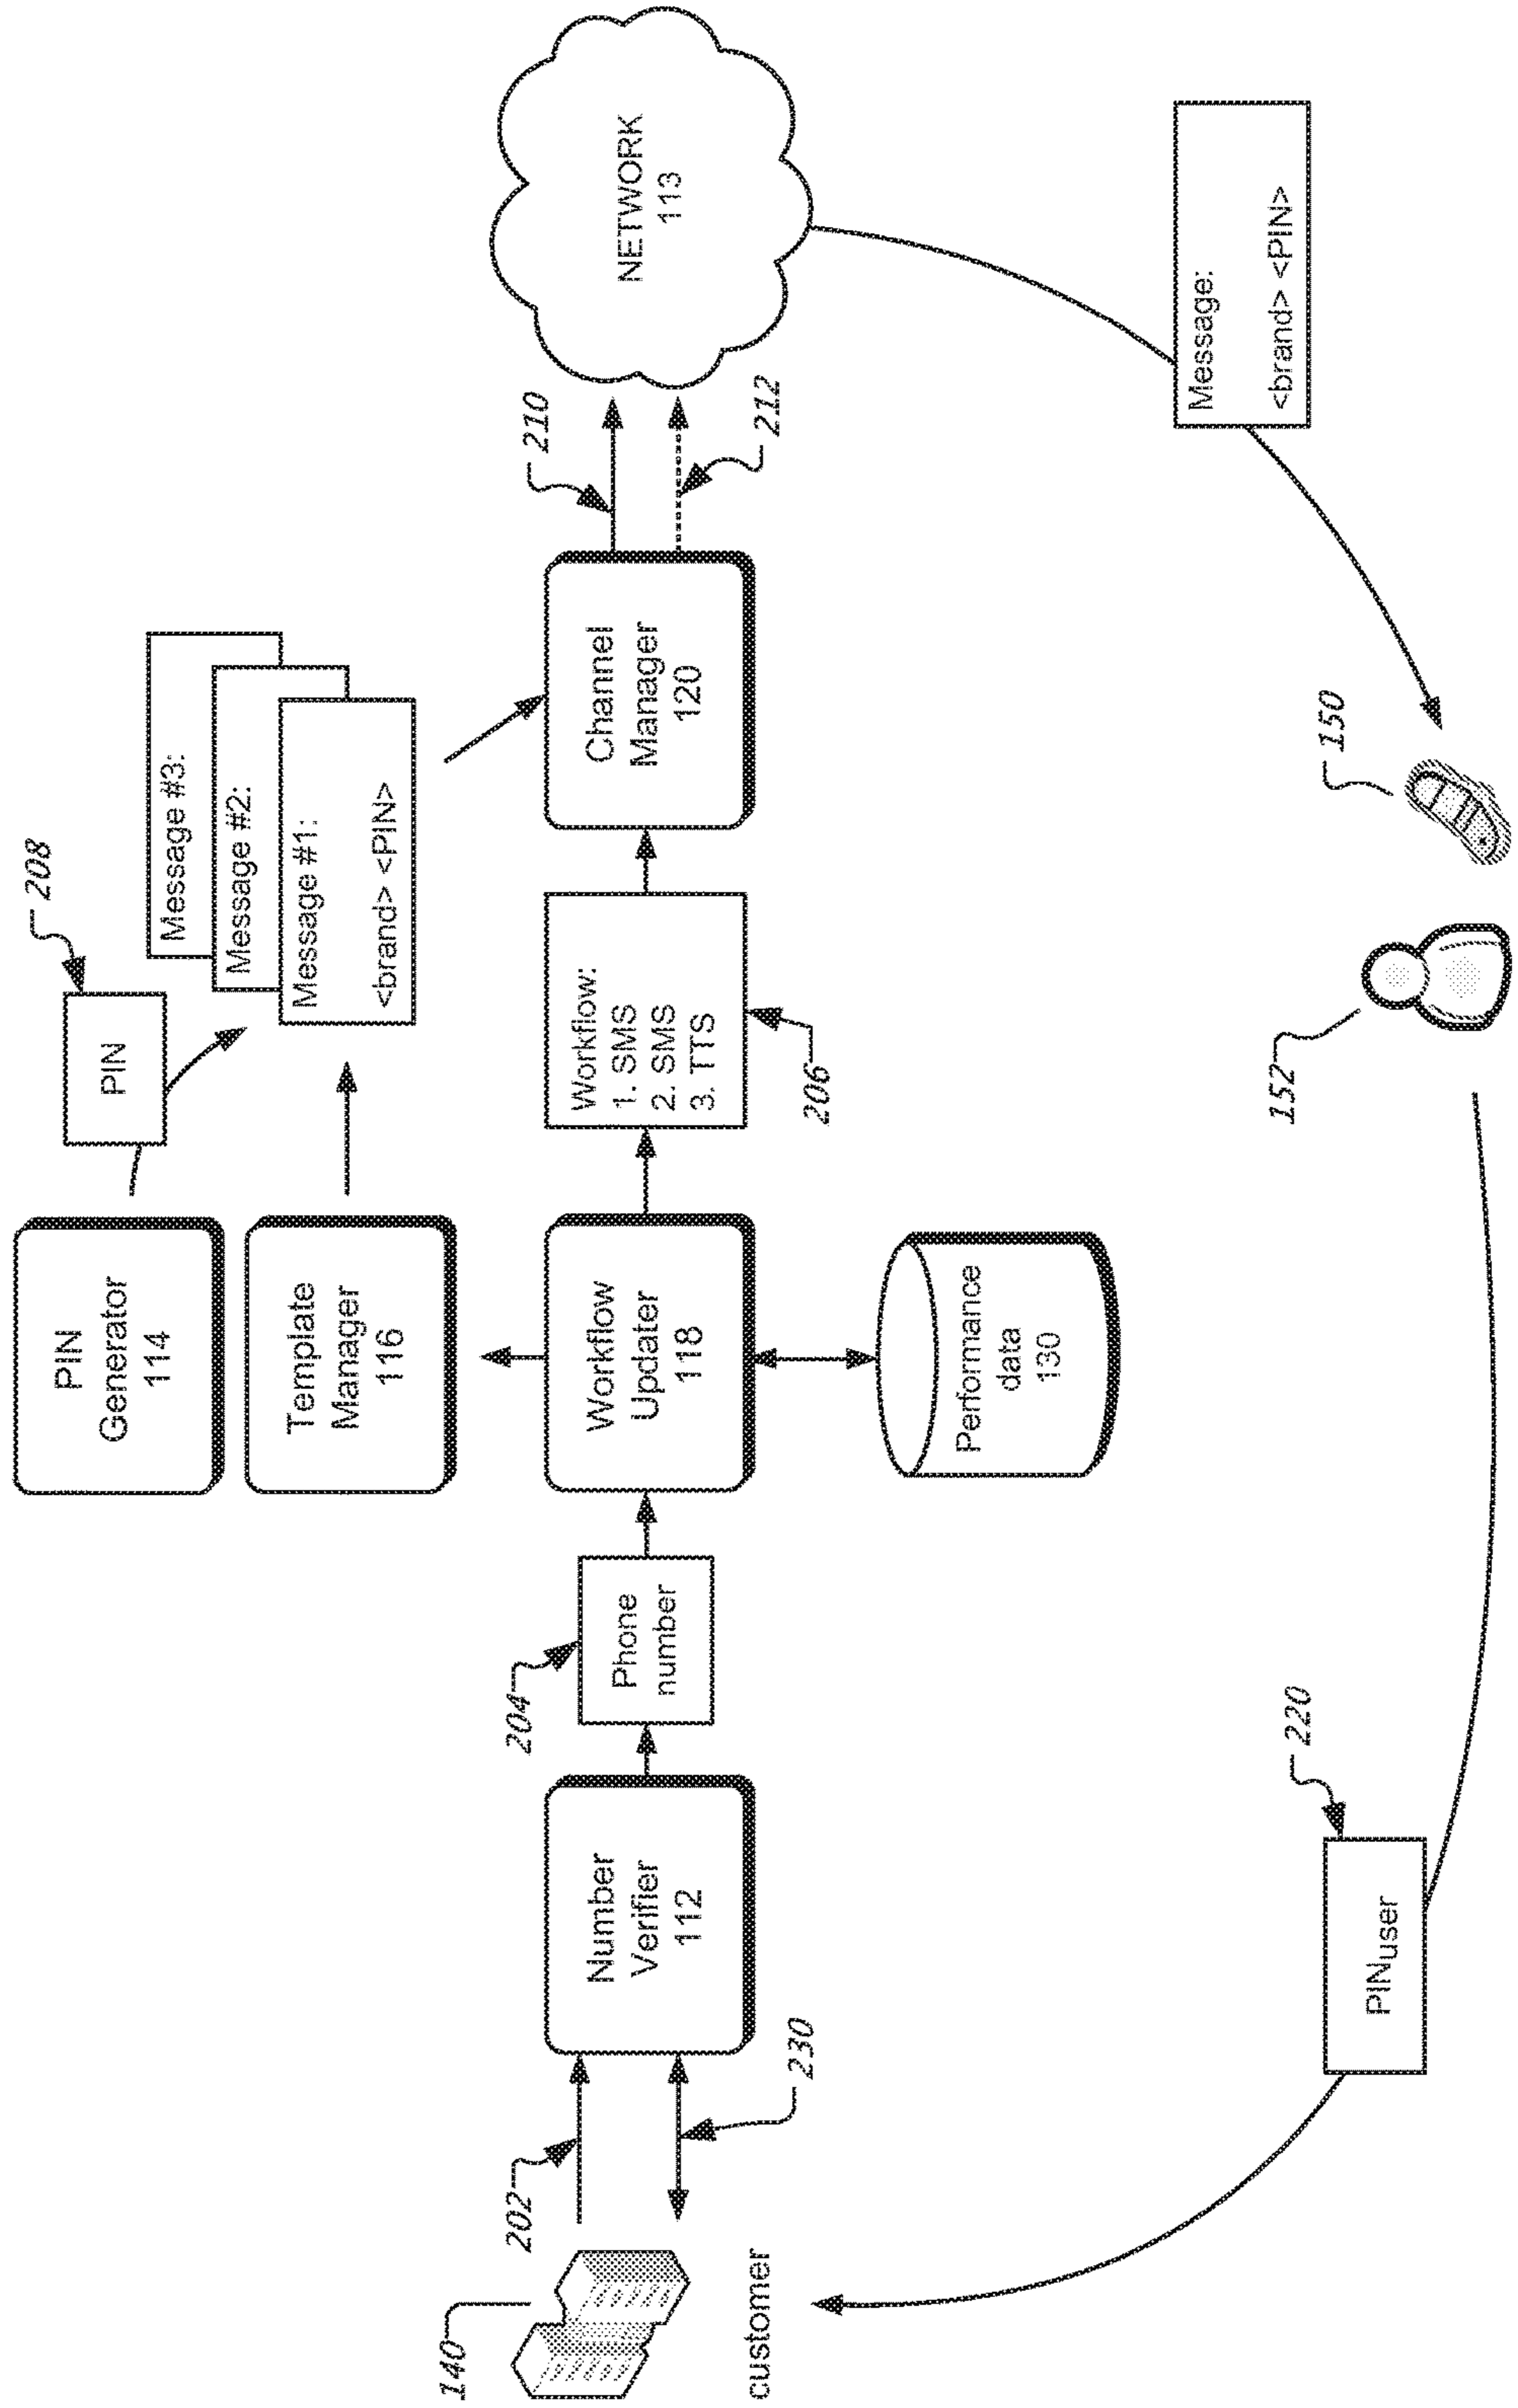 208
PIN
Generator
114
PIN
Message #3:
Message #2:
Message #1:
<brand> <PIN>
Template
Manager
116
140
customer
202
230
Number
Verifier
112
204
Phone
number
Workflow
Updater
118
Workflow:
1. SMS
2. SMS
3. TTS
206
Channel
Manager
120
210
212
NETWORK
113
Performance
data
130
Message:
<brand> <PIN>
220
PINuser
152
150